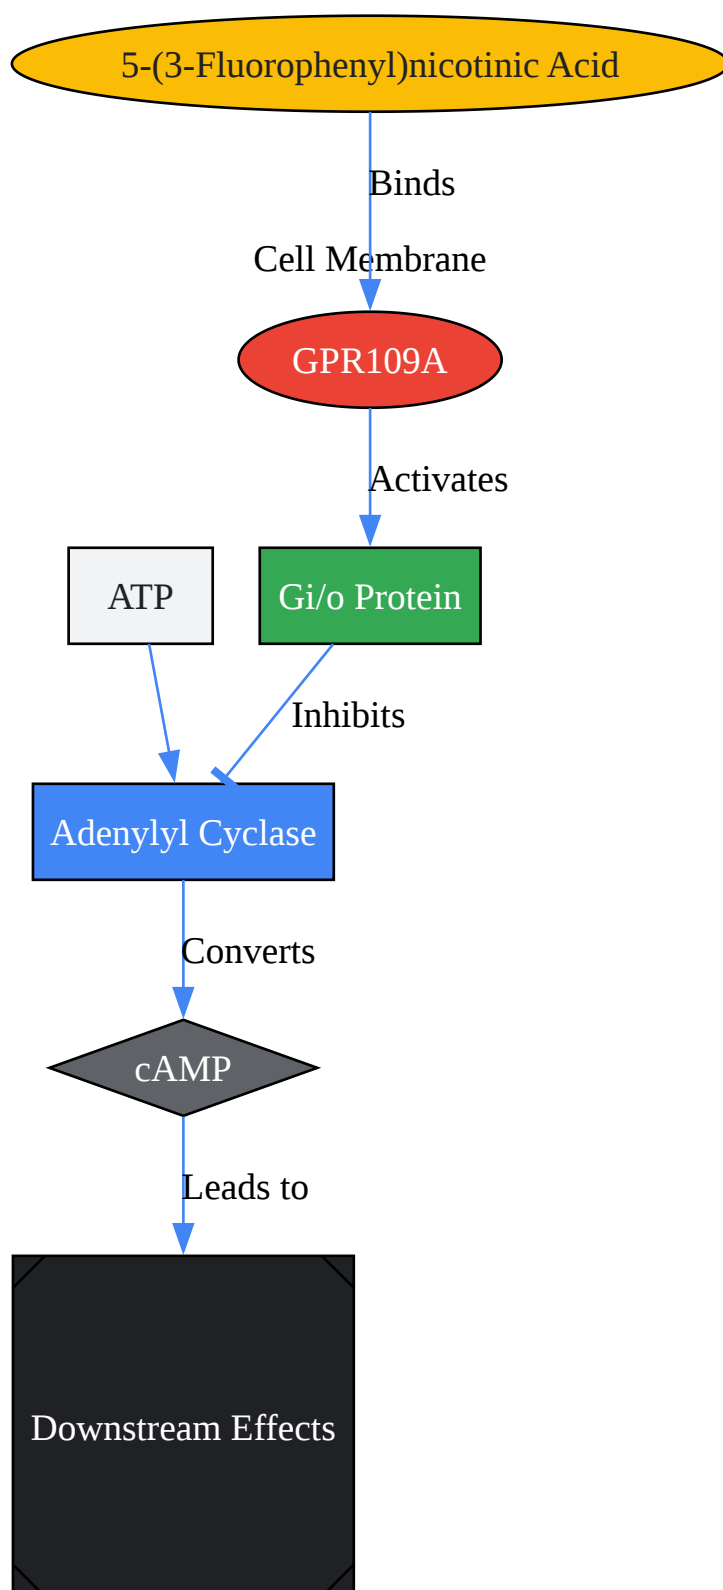 5-(3-Fluorophenyl)nicotinic Acid
Binds
Cell Membrane
GPR109A
Activates
ATP
Gi/o Protein
Inhibits
Adenylyl Cyclase
Converts
cAMP
Leads to
Downstream Effects